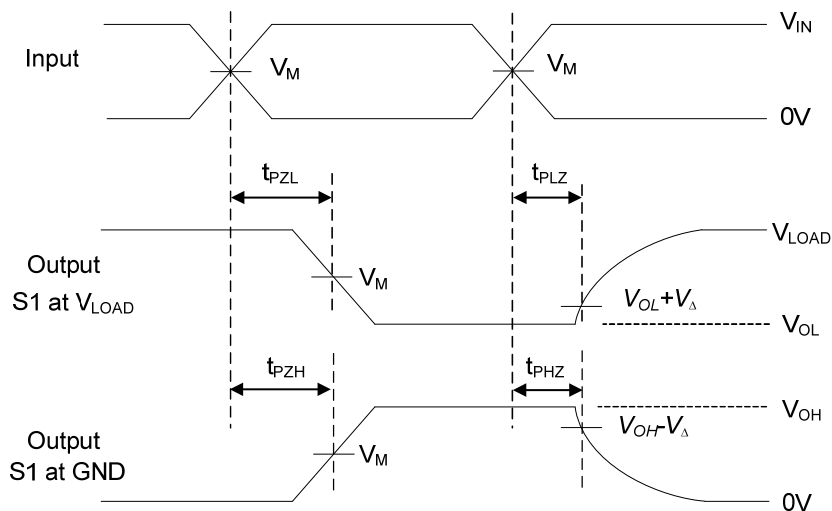 Input
V_M
V_M
V_IN
0V
t_PZL
t_PLZ
Output
S1 at V_LOAD
V_M
V_LOAD
V_OL+V_Δ
V_OL
t_PZH
t_PHZ
Output
S1 at GND
V_M
V_OH
V_OH-V_Δ
0V